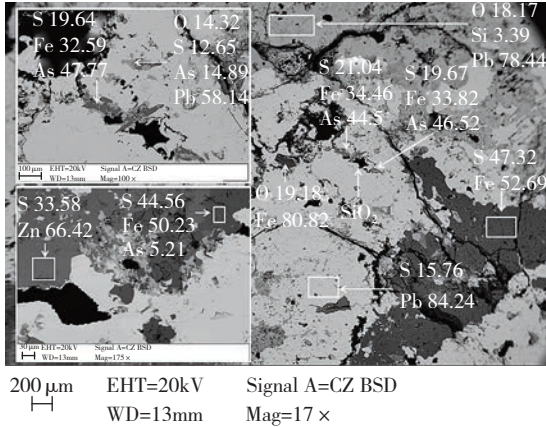 S 19.64
Fe 32.59
As 47.77
O 14.32
S 12.65
As 14.89
Pb 58.14
100 μm
EHT=20kV
Signal A=CZ BSD
WD=13mm
Mag=100×
O 18.17
Si 3.39
Pb 78.44
S 21.04
Fe 34.46
As 44.5
S 19.67
Fe 33.82
As 46.52
S 47.32
Fe 52.69
O 19.18
Fe 80.82
SiO2
S 15.76
Pb 84.24
S 33.58
Zn 66.42
S 44.56
Fe 50.23
As 5.21
30 μm
EHT=20kV
Signal A=CZ BSD
WD=13mm
Mag=175×
200 μm EHT=20kV Signal A=CZ BSD
WD=13mm Mag=17 ×